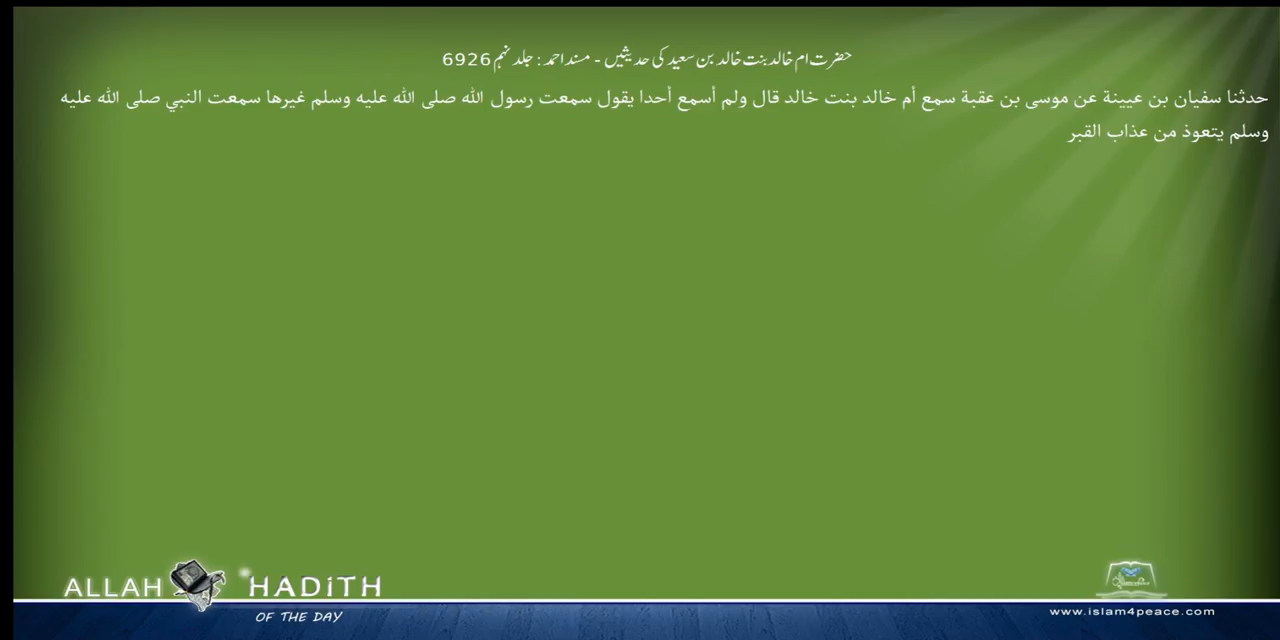 حضرت ام خالد بنت خالد بن سعید کی حدیثیں - مسند احمد: جلد نہم 6926
حدثنا سفيان بن عيينة عن موسى بن عقبة سمع أم خالد بنت خالد قال ولم أسمع أحدا يقول سمعت رسول الله صلى الله عليه وسلم غيرها سمعت النبي صلى الله عليه
وسلم يتعوذ من عذاب القبر
ALLAH HADITH
OF THE DAY
www.islam4peace.com